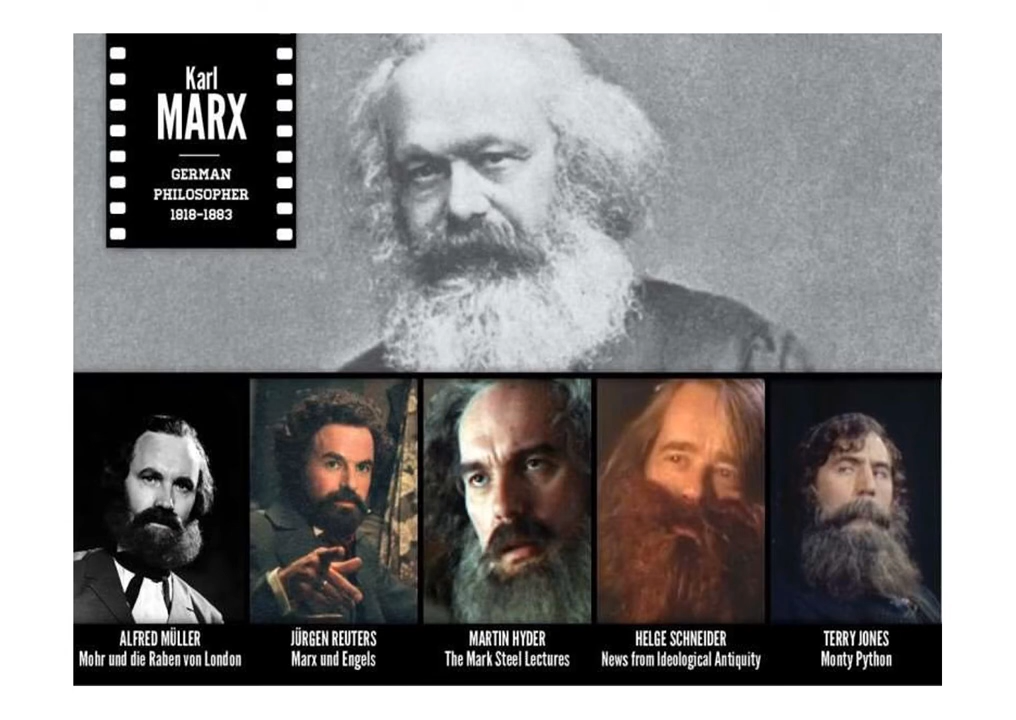 Karl
MARX
GERMAN
PHILOSOPHER
1818-1883
ALFRED MÜLLER
Mohr und die Raben von London
JÜRGEN REUTERS
Marx und Engels
MARTIN HYDER
The Mark Steel Lectures
HELGE SCHNEIDER
News from Ideological Antiquity
TERRY JONES
Monty Python